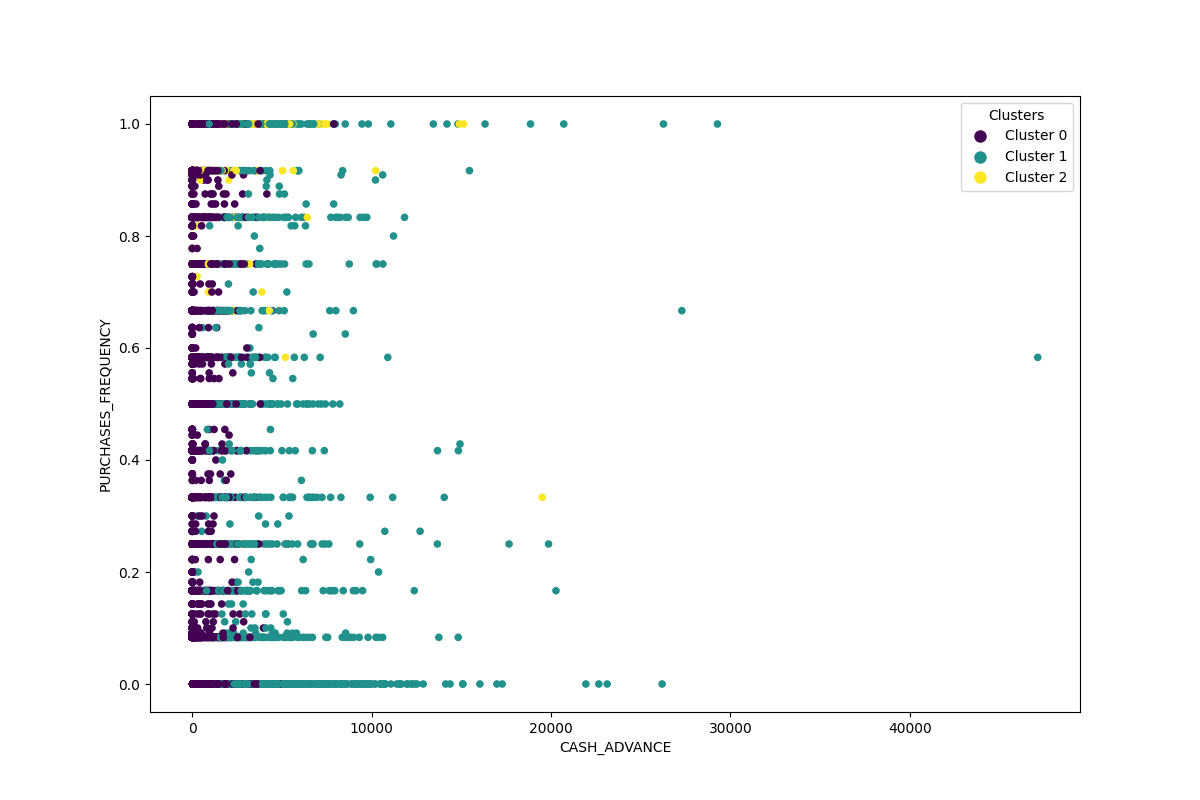 Clusters
Cluster 0
Cluster 1
Cluster 2
1.0
0.8
0.6
0.4
0.2
0.0
PURCHASES_FREQUENCY
0
10000
20000
30000
40000
CASH_ADVANCE